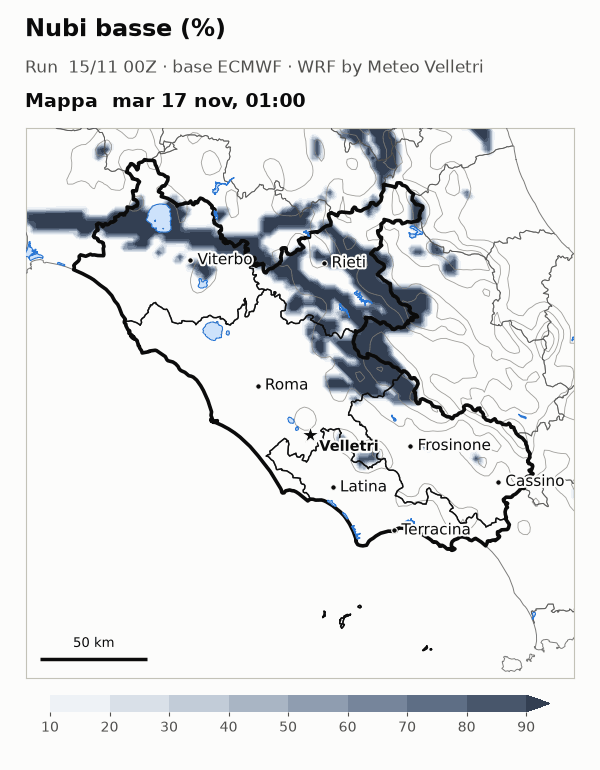 Nubi basse (%)
Run  15/11 00Z · base ECMWF · WRF by Meteo Velletri
Mappa  mar 17 nov, 01:00
Viterbo
Rieti
Roma
Velletri
Frosinone
Cassino
Latina
Terracina
50 km
10 20 30 40 50 60 70 80 90